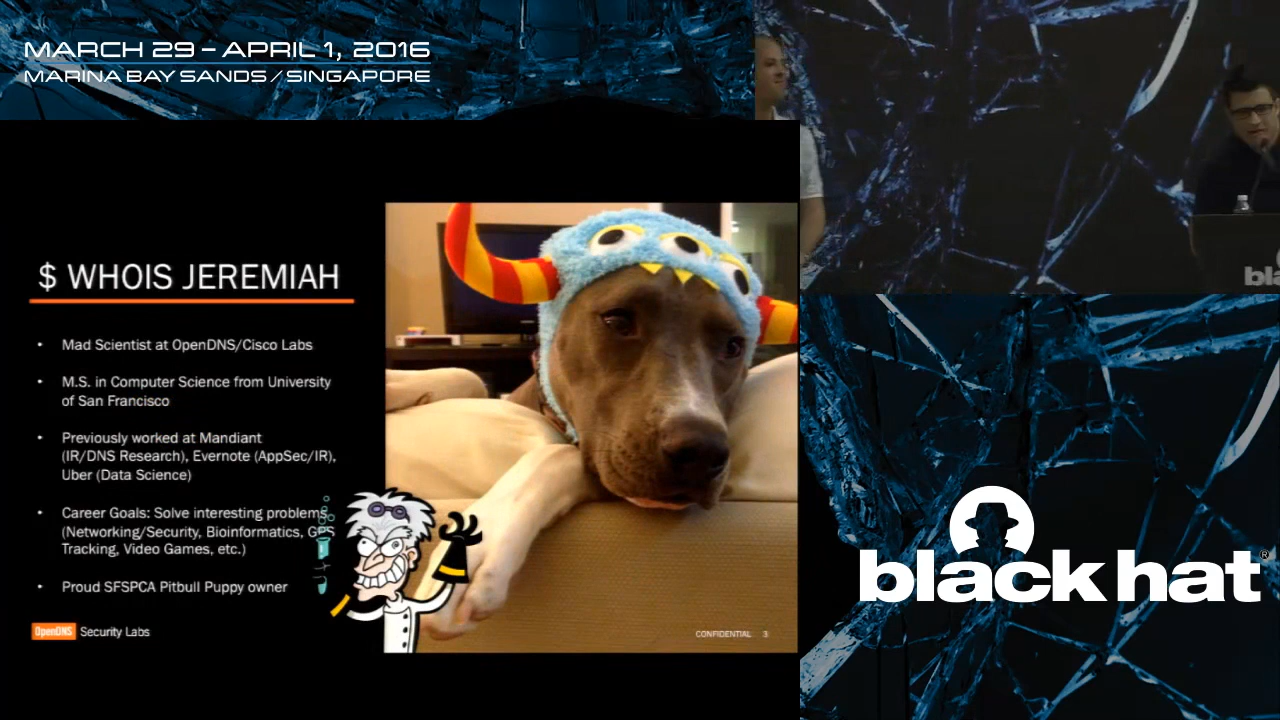 MARCH 29 – APRIL 1, 2016
MARINA BAY SANDS / SINGAPORE
$ WHOIS JEREMIAH
• Mad Scientist at OpenDNS/Cisco Labs
• M.S. in Computer Science from University
of San Francisco
• Previously worked at Mandiant
(IR/DNS Research), Evernote (AppSec/IR),
Uber (Data Science)
• Career Goals: Solve interesting problems
(Networking/Security, Bioinformatics, GPS
Tracking, Video Games, etc.)
• Proud SFSPCA Pitbull Puppy owner
OpenDNS Security Labs
CONFIDENTIAL 3
blac
black hat®